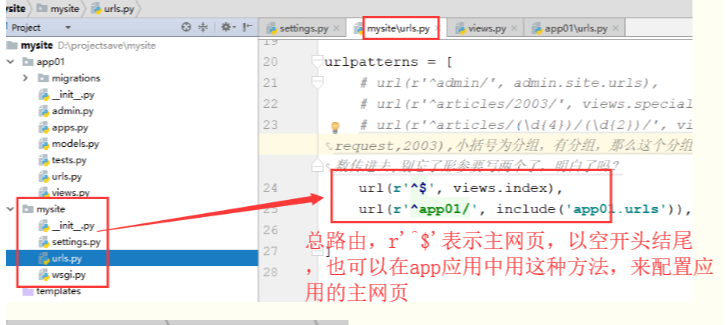 ysite mysite urls.py
Project
settings.py mysite\urls.py views.py app01\urls.py
mysite D:\projectsave\mysite
app01
migrations
__init__.py
admin.py
apps.py
models.py
tests.py
urls.py
views.py
mysite
__init__.py
settings.py
urls.py
wsgi.py
templates
19
20 urlpatterns = [
21 # url(r'^admin/', admin.site.urls),
22 # url(r'^articles/2003/', views.special
23 # url(r'^articles/(\d{4})/(\d{2})/', vi
request,2003),小括号为分组，有分组，那么这个分组
数传进去,别忘了形参要写两个了，明白了吗?
24 url(r'^$', views.index),
25 url(r'^app01/', include('app01.urls')),
26
27 ]
28
总路由，r'^$'表示主网页，以空开头结尾
，也可以在app应用中用这种方法，来配置应
用的主网页